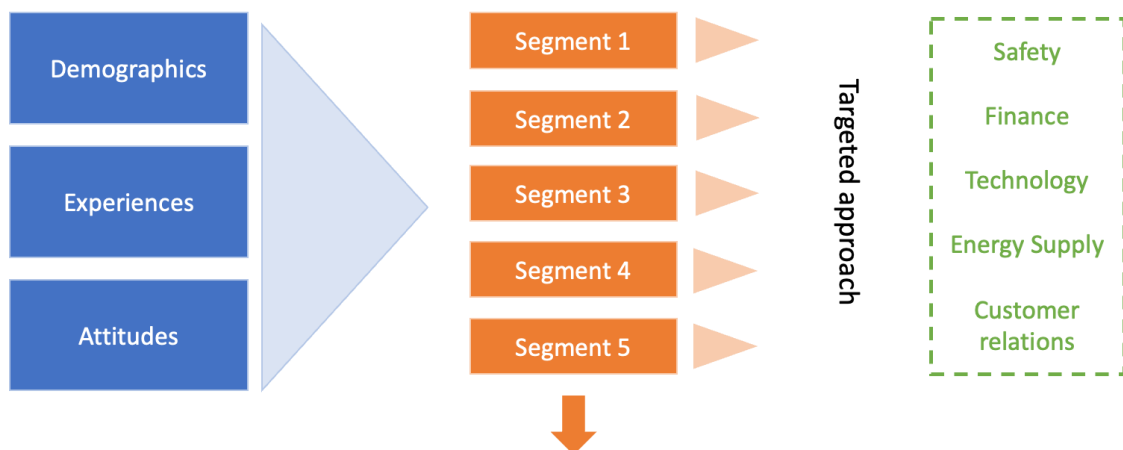 Demographics
Experiences
Attitudes
Segment 1
Segment 2
Segment 3
Segment 4
Segment 5
Targeted approach
Safety
Finance
Technology
Energy Supply
Customer
relations